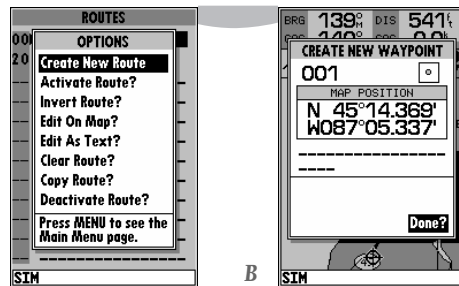 ROUTES
OPTIONS
Create New Route
Activate Route?
Invert Route?
Edit On Map?
Edit As Text?
Clear Route?
Copy Route?
Deactivate Route?
Press MENU to see the
Main Menu page.
SIM
B
BRG 139° DIS 541
CREATE NEW WAYPOINT
001
MAP POSITION
N 45°14.369'
W087°05.337'
Done?
SIM